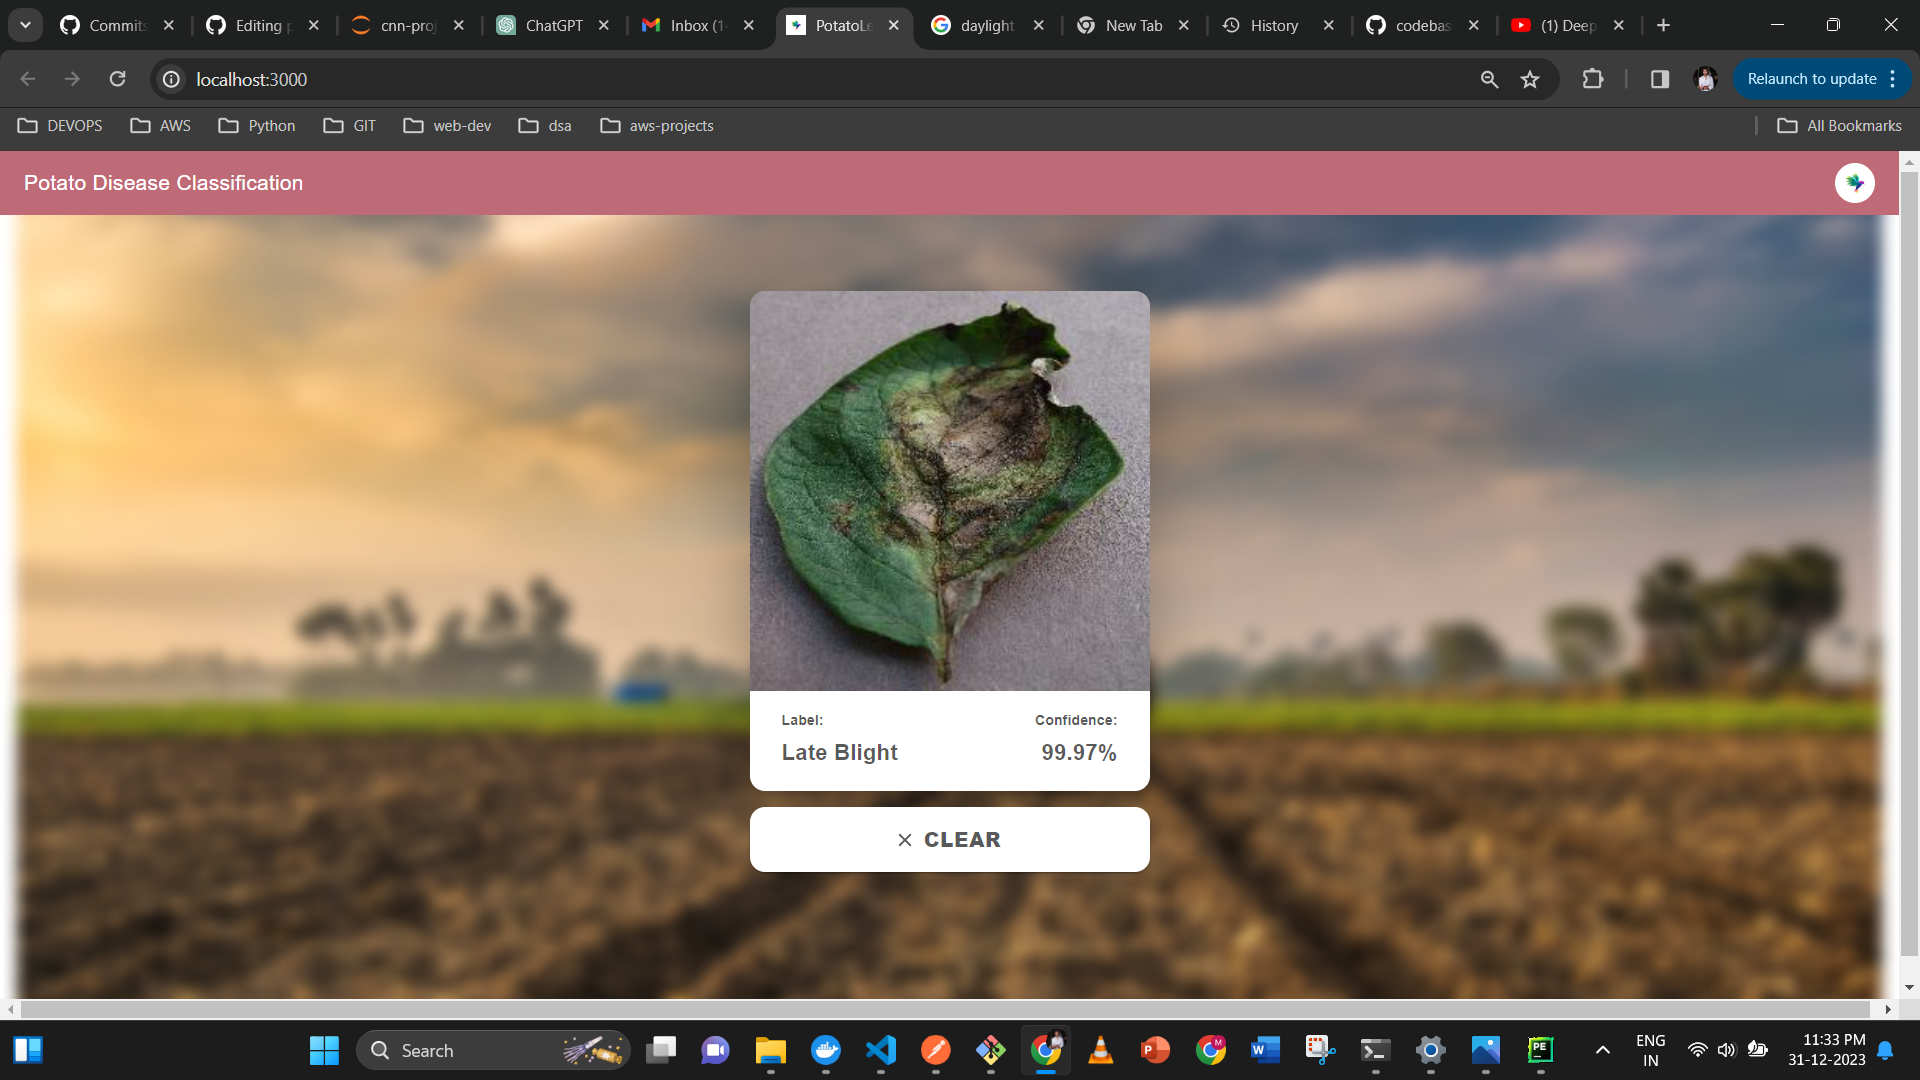 Commits
Editing p
cnn-proj
ChatGPT
Inbox (1
PotatoLe
daylight
New Tab
History
codebas
(1) Deep
localhost:3000
Relaunch to update
DEVOPS
AWS
Python
GIT
web-dev
dsa
aws-projects
All Bookmarks
Potato Disease Classification
Label:
Confidence:
Late Blight
99.97%
CLEAR
Search
ENG
IN
11:33 PM
31-12-2023